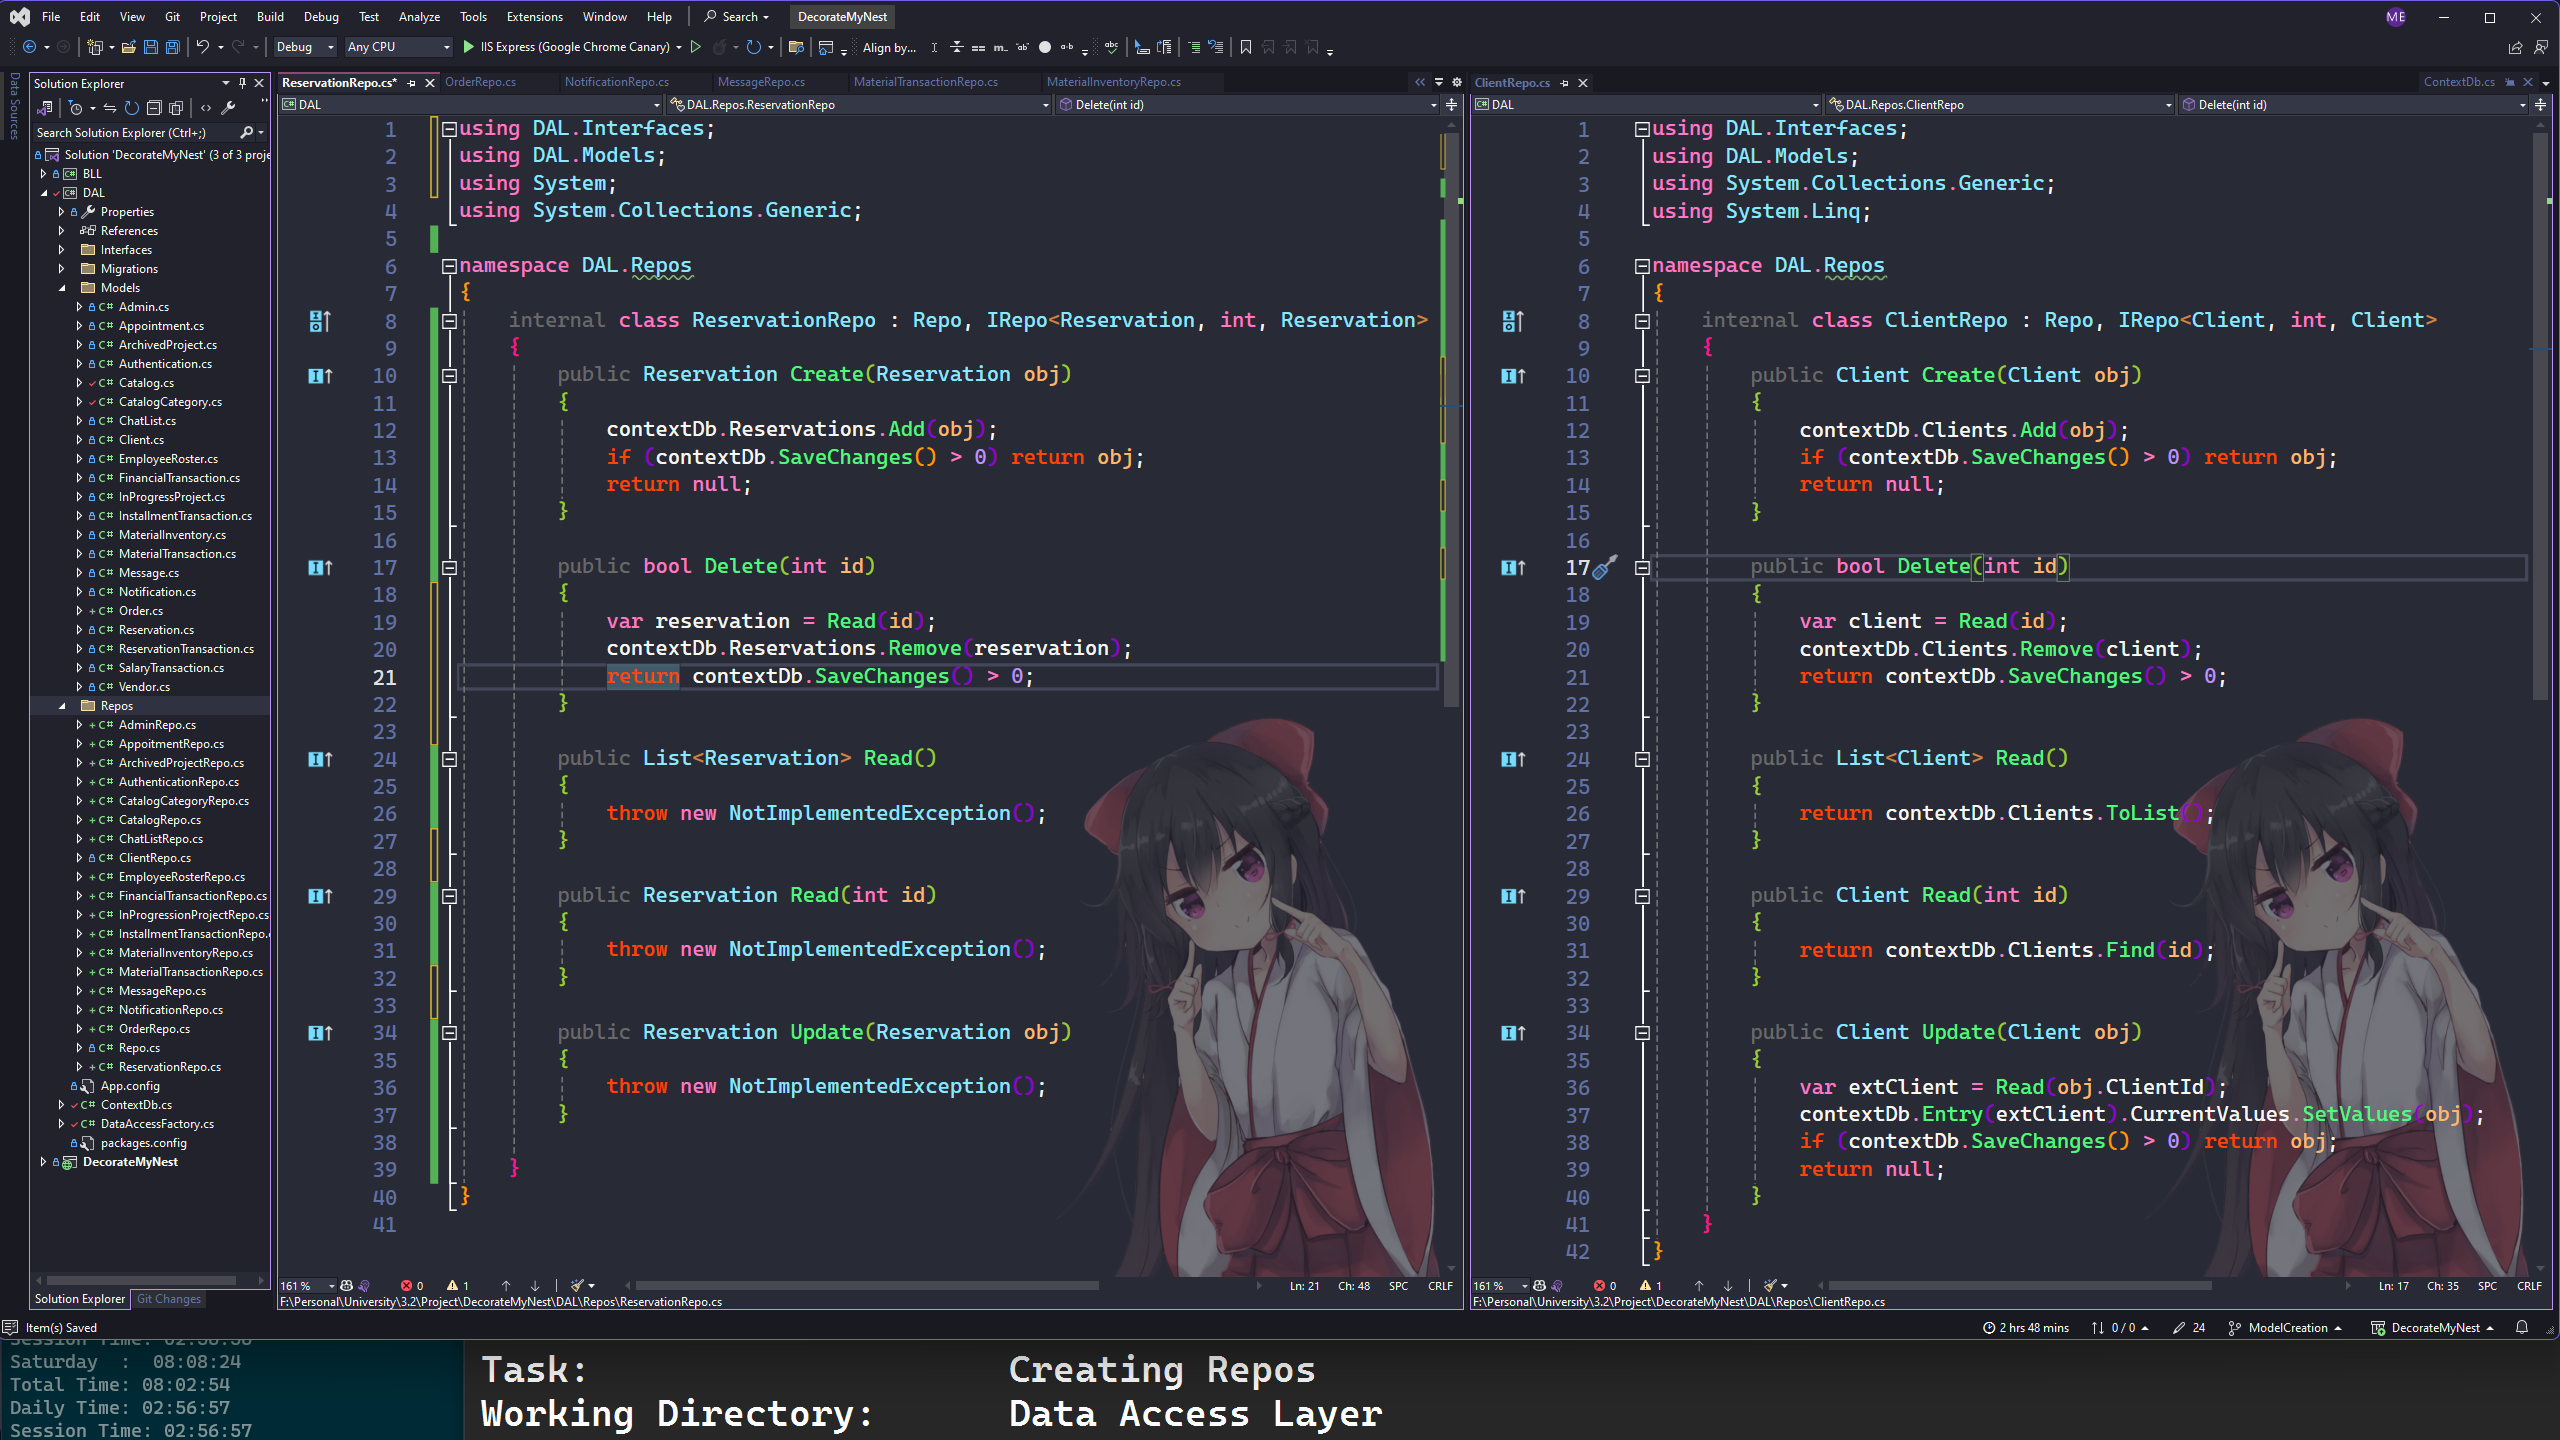 File Edit View Git Project Build Debug Test Analyze Tools Extensions Window Help Search DecorateMyNest ME
Debug Any CPU IIS Express (Google Chrome Canary) Align by...
Data Sources
Solution Explorer
Search Solution Explorer (Ctrl+;)
Solution 'DecorateMyNest' (3 of 3 proje
BLL
DAL
Properties
References
Interfaces
Migrations
Models
Admin.cs
Appointment.cs
ArchivedProject.cs
Authentication.cs
Catalog.cs
CatalogCategory.cs
ChatList.cs
Client.cs
EmployeeRoster.cs
FinancialTransaction.cs
InProgressProject.cs
InstallmentTransaction.cs
MaterialInventory.cs
MaterialTransaction.cs
Message.cs
Notification.cs
Order.cs
Reservation.cs
ReservationTransaction.cs
SalaryTransaction.cs
Vendor.cs
Repos
AdminRepo.cs
AppoitmentRepo.cs
ArchivedProjectRepo.cs
AuthenticationRepo.cs
CatalogCategoryRepo.cs
CatalogRepo.cs
ChatListRepo.cs
ClientRepo.cs
EmployeeRosterRepo.cs
FinancialTransactionRepo.cs
InProgressionProjectRepo.cs
InstallmentTransactionRepo.
MaterialInventoryRepo.cs
MaterialTransactionRepo.cs
MessageRepo.cs
NotificationRepo.cs
OrderRepo.cs
Repo.cs
ReservationRepo.cs
App.config
ContextDb.cs
DataAccessFactory.cs
packages.config
DecorateMyNest
Solution Explorer Git Changes
ReservationRepo.cs* OrderRepo.cs NotificationRepo.cs MessageRepo.cs MaterialTransactionRepo.cs MaterialInventoryRepo.cs
DAL DAL.Repos.ReservationRepo Delete(int id)
1 using DAL.Interfaces;
2 using DAL.Models;
3 using System;
4 using System.Collections.Generic;
5
6 namespace DAL.Repos
7 {
8 internal class ReservationRepo : Repo, IRepo<Reservation, int, Reservation>
9 {
10 public Reservation Create(Reservation obj)
11 {
12 contextDb.Reservations.Add(obj);
13 if (contextDb.SaveChanges() > 0) return obj;
14 return null;
15 }
16
17 public bool Delete(int id)
18 {
19 var reservation = Read(id);
20 contextDb.Reservations.Remove(reservation);
21 return contextDb.SaveChanges() > 0;
22 }
23
24 public List<Reservation> Read()
25 {
26 throw new NotImplementedException();
27 }
28
29 public Reservation Read(int id)
30 {
31 throw new NotImplementedException();
32 }
33
34 public Reservation Update(Reservation obj)
35 {
36 throw new NotImplementedException();
37 }
38
39 }
40 }
41
161 % 0 1 Ln: 21 Ch: 48 SPC CRLF
F:\Personal\University\3.2\Project\DecorateMyNest\DAL\Repos\ReservationRepo.cs
ClientRepo.cs ContextDb.cs
DAL DAL.Repos.ClientRepo Delete(int id)
1 using DAL.Interfaces;
2 using DAL.Models;
3 using System.Collections.Generic;
4 using System.Linq;
5
6 namespace DAL.Repos
7 {
8 internal class ClientRepo : Repo, IRepo<Client, int, Client>
9 {
10 public Client Create(Client obj)
11 {
12 contextDb.Clients.Add(obj);
13 if (contextDb.SaveChanges() > 0) return obj;
14 return null;
15 }
16
17 public bool Delete(int id)
18 {
19 var client = Read(id);
20 contextDb.Clients.Remove(client);
21 return contextDb.SaveChanges() > 0;
22 }
23
24 public List<Client> Read()
25 {
26 return contextDb.Clients.ToList();
27 }
28
29 public Client Read(int id)
30 {
31 return contextDb.Clients.Find(id);
32 }
33
34 public Client Update(Client obj)
35 {
36 var extClient = Read(obj.ClientId);
37 contextDb.Entry(extClient).CurrentValues.SetValues(obj);
38 if (contextDb.SaveChanges() > 0) return obj;
39 return null;
40 }
41 }
42 }
161 % 0 1 Ln: 17 Ch: 35 SPC CRLF
F:\Personal\University\3.2\Project\DecorateMyNest\DAL\Repos\ClientRepo.cs
Item(s) Saved 2 hrs 48 mins 0 / 0 24 ModelCreation DecorateMyNest
Saturday : 08:08:24
Total Time: 08:02:54
Daily Time: 02:56:57
Session Time: 02:56:57
Task: Creating Repos
Working Directory: Data Access Layer